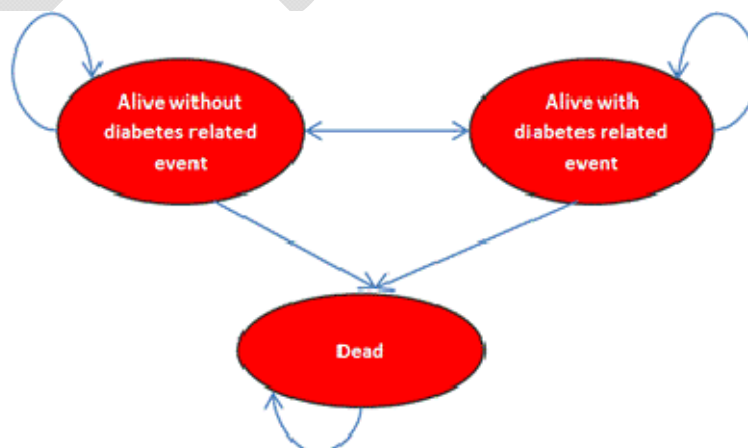 Alive without
diabetes related
event
Alive with
diabetes related
event
Dead